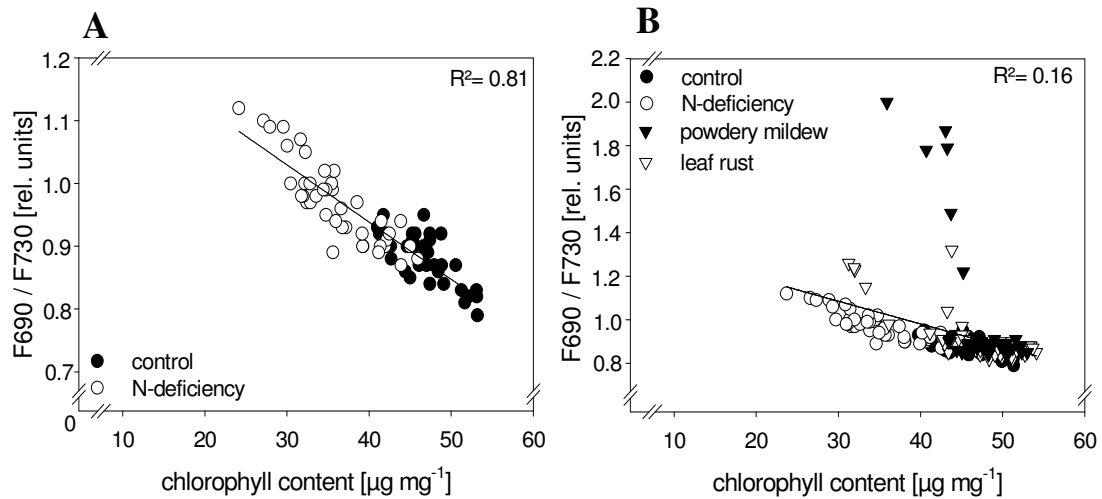 A
R²= 0.81
1.2
1.1
1.0
0.9
0.8
0.7
0
F690 / F730 [rel. units]
control
N-deficiency
10 20 30 40 50 60
chlorophyll content [µg mg⁻¹]
B
R²= 0.16
control
N-deficiency
powdery mildew
leaf rust
2.2
2.0
1.8
1.6
1.4
1.2
1.0
0.8
F690 / F730 [rel. units]
10 20 30 40 50 60
chlorophyll content [µg mg⁻¹]